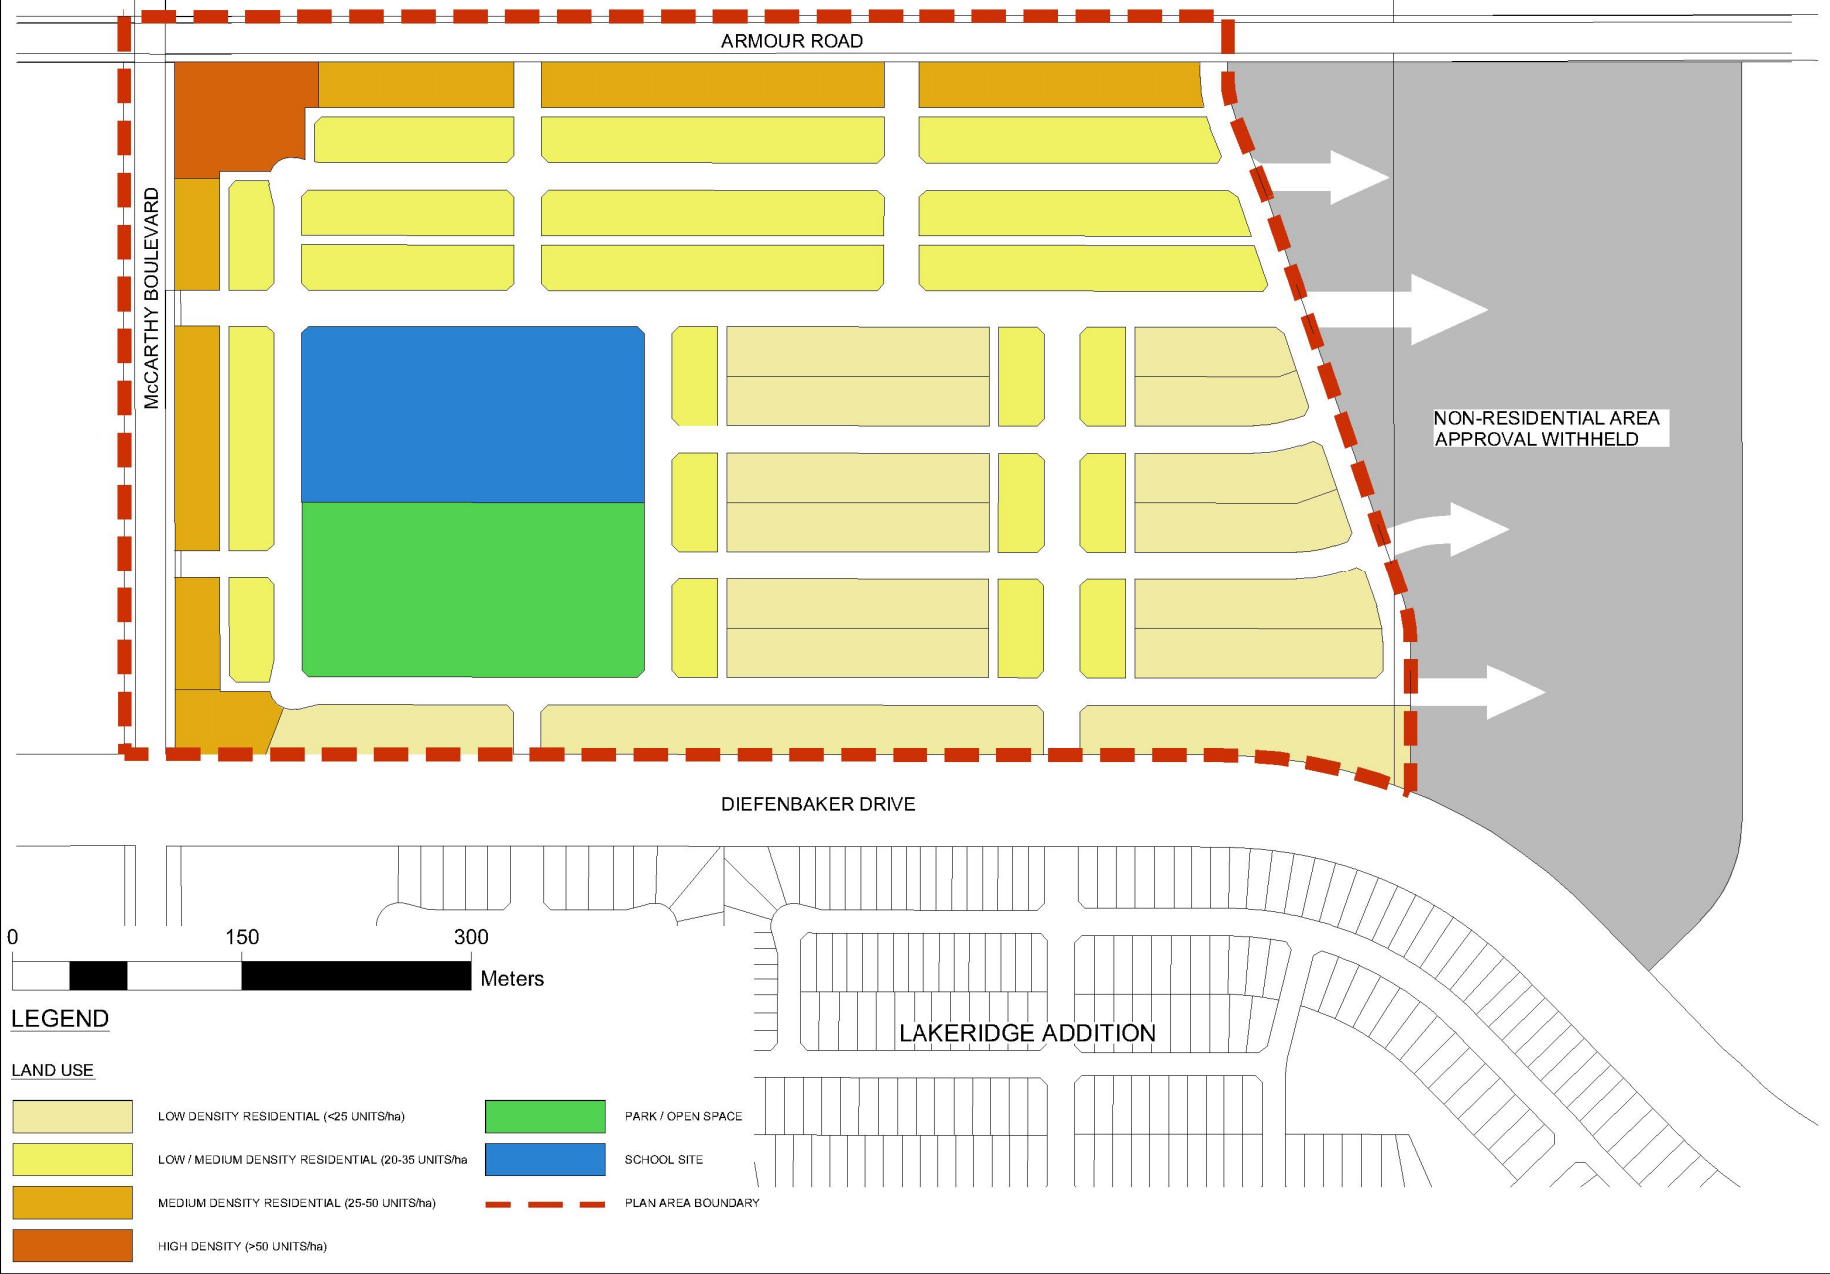 ARMOUR ROAD
McCARTHY BOULEVARD
NON-RESIDENTIAL AREA
APPROVAL WITHHELD
DIEFENBAKER DRIVE
0 150 300
Meters
LAKERIDGE ADDITION
LEGEND
LAND USE
LOW DENSITY RESIDENTIAL (<25 UNITS/ha)
LOW / MEDIUM DENSITY RESIDENTIAL (20-35 UNITS/ha
MEDIUM DENSITY RESIDENTIAL (25-50 UNITS/ha)
HIGH DENSITY (>50 UNITS/ha)
PARK / OPEN SPACE
SCHOOL SITE
PLAN AREA BOUNDARY